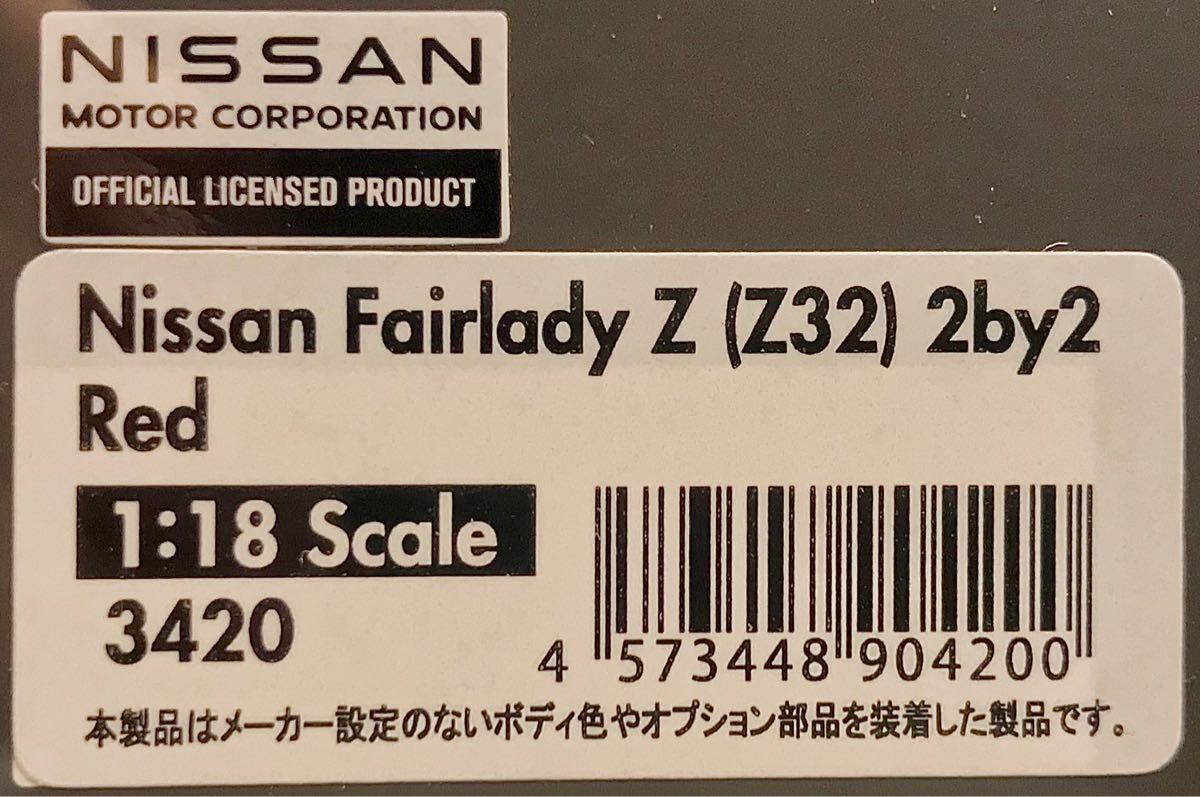 NISSAN
MOTOR CORPORATION
OFFICIAL LICENSED PRODUCT
Nissan Fairlady Z (Z32) 2by2
Red
1:18 Scale
3420
4 573448 904200
本製品はメーカー設定のないボディ色やオプション部品を装着した製品です。